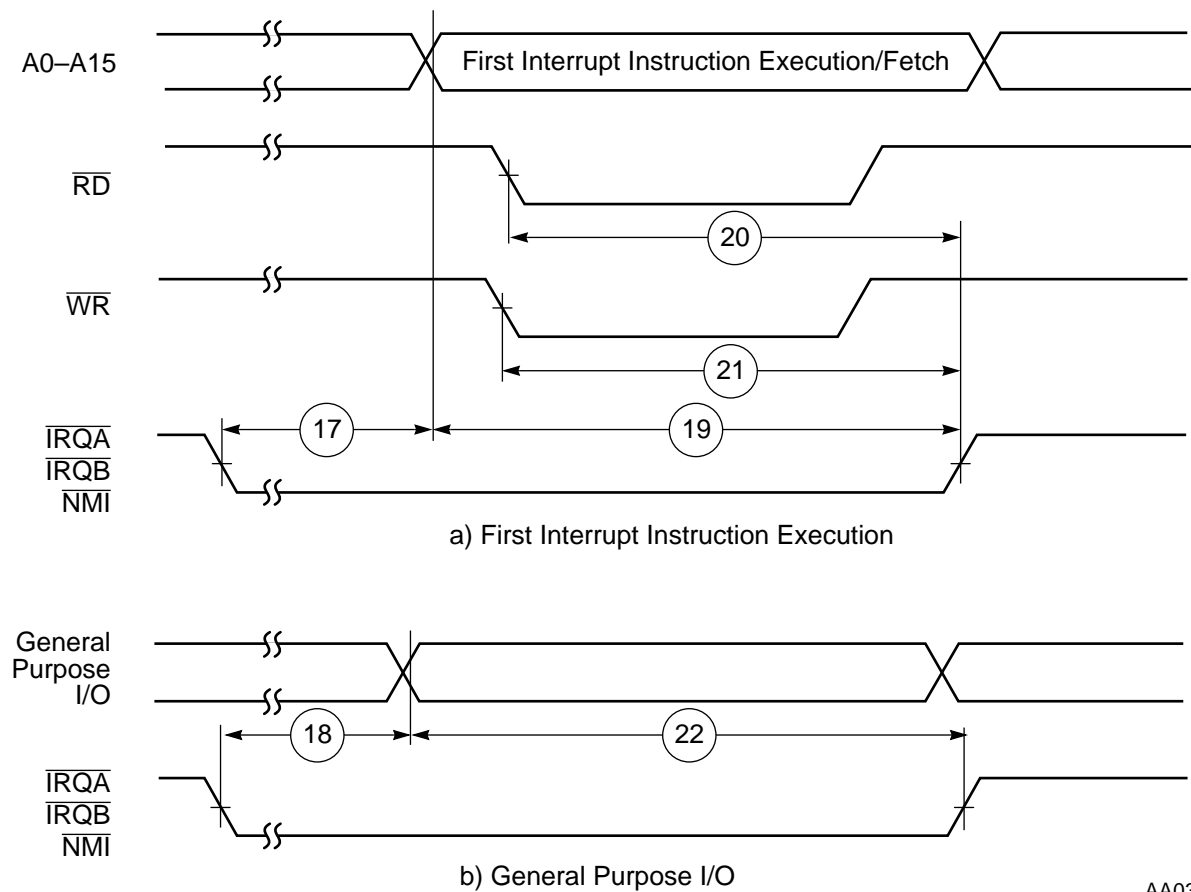 A0–A15
First Interrupt Instruction Execution/Fetch
RD
20
WR
21
17
19
IRQA
IRQB
NMI
a) First Interrupt Instruction Execution
General
Purpose
I/O
18
22
IRQA
IRQB
NMI
b) General Purpose I/O